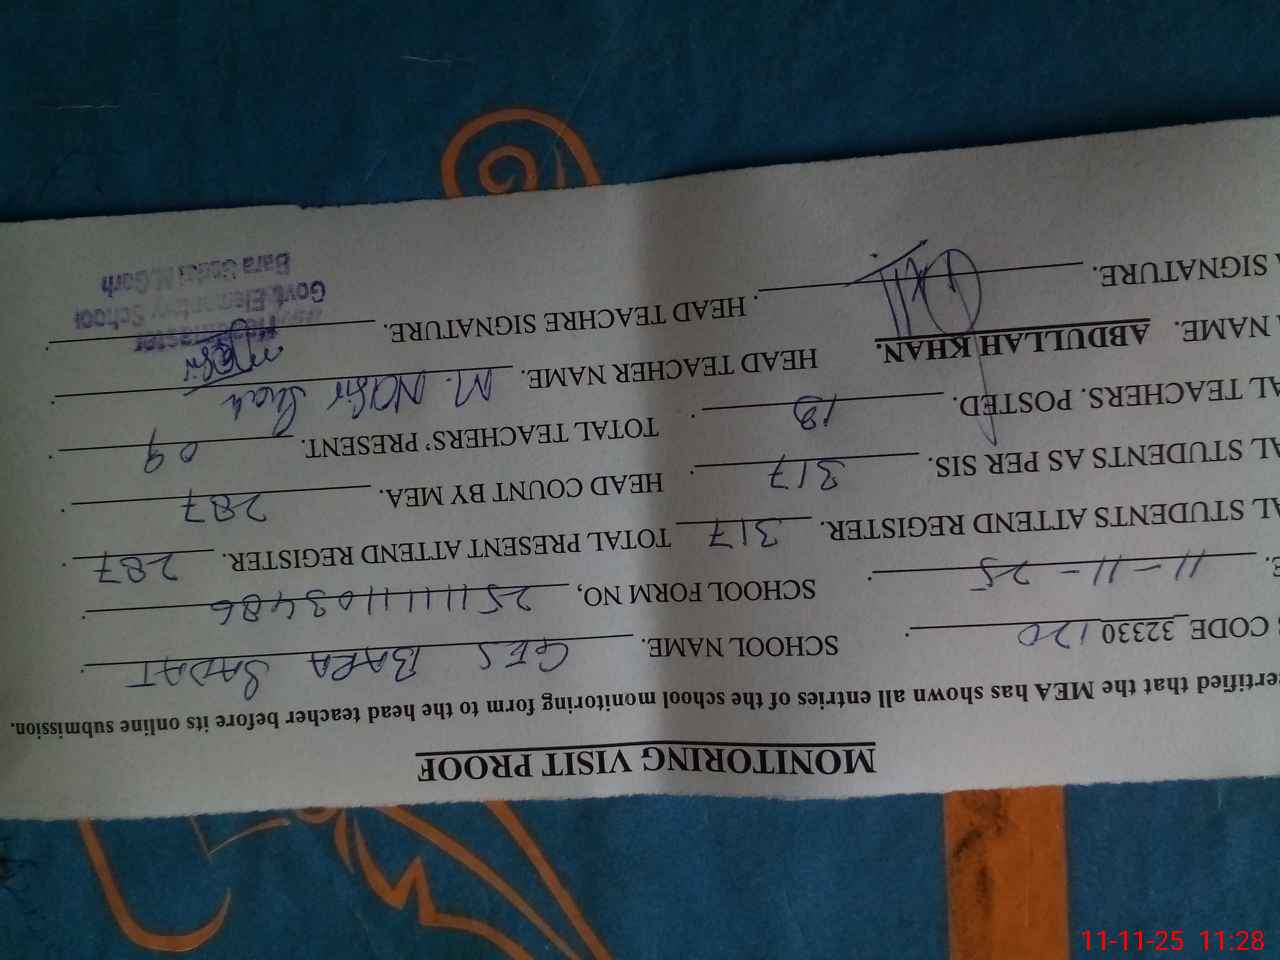 MONITORING VISIT PROOF
ertified that the MEA has shown all entries of the school monitoring form to the head teacher before its online submission.
CODE 32330120. SCHOOL NAME. GES BARA SADAT.
E. 11-11-25. SCHOOL FORM NO, 25111111103486.
AL STUDENTS ATTEND REGISTER. 317 TOTAL PRESENT ATTEND REGISTER. 287.
AL STUDENTS AS PER SIS. 317. HEAD COUNT BY MEA. 287.
AL TEACHERS. POSTED. 10. TOTAL TEACHERS' PRESENT. 09.
NAME. ABDULLAH KHAN. HEAD TEACHER NAME. M. NASir Shah.
SIGNATURE. HEAD TEACHRE SIGNATURE.
Govt. Elementry School
Bara Sadat M.Garh
11-11-25 11:28